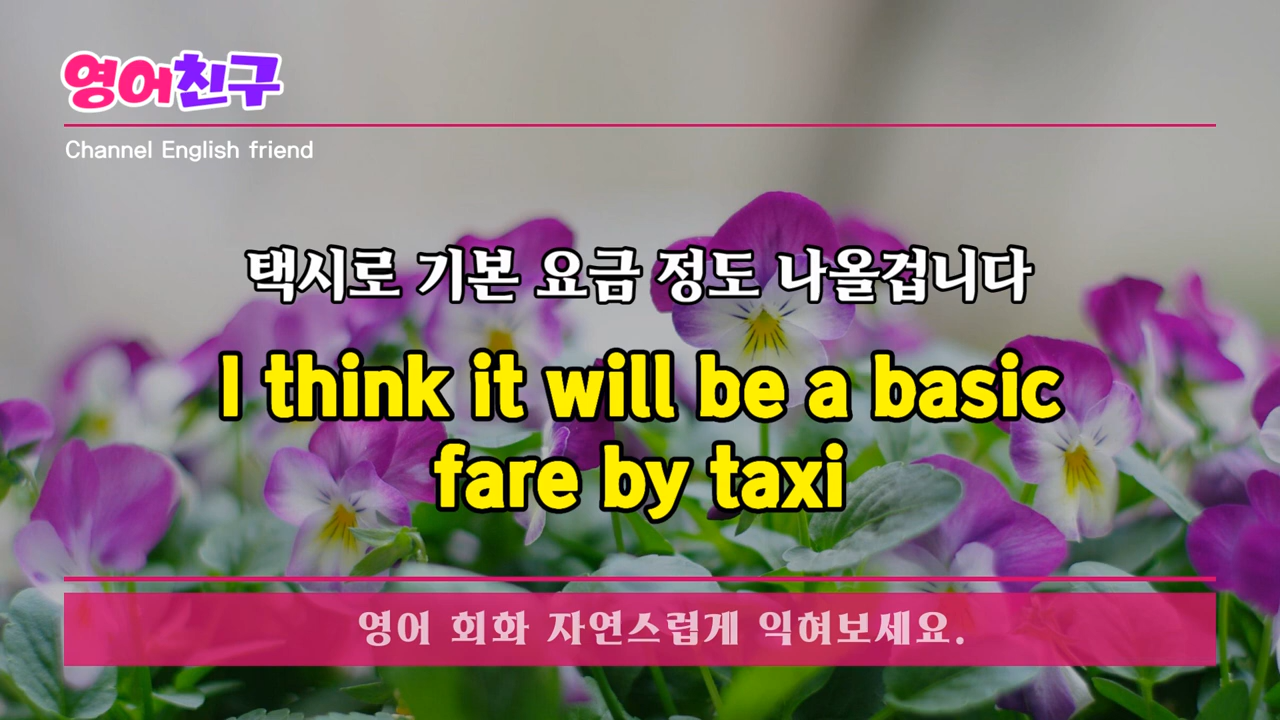 영어친구
Channel English friend
택시로 기본 요금 정도 나올겁니다
I think it will be a basic
fare by taxi
영어 회화 자연스럽게 익혀보세요.